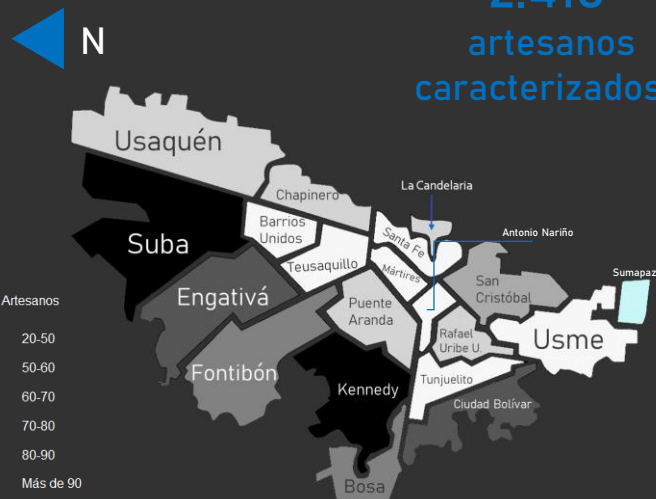 N
artesanos
caracterizados
Usaquén
Chapinero
La Candelaria
Barrios
Unidos
Santa Fe
Antonio Nariño
Suba
Teusaquillo
Mártires
San
Cristóbal
Sumapaz
Artesanos
Engativá
Puente
Aranda
20-50
Rafael
Uribe U.
Usme
50-60
Fontibón
Kennedy
Tunjuelito
60-70
Ciudad Bolívar
70-80
80-90
Más de 90
Bosa